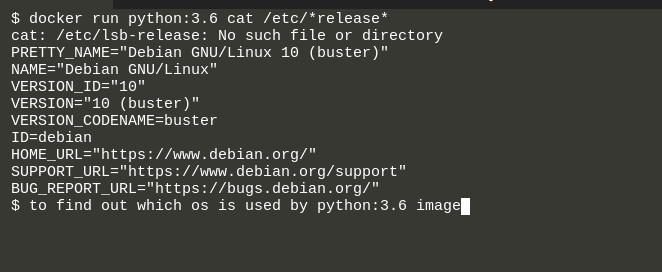 $ docker run python:3.6 cat /etc/*release*
cat: /etc/lsb-release: No such file or directory
PRETTY_NAME="Debian GNU/Linux 10 (buster)"
NAME="Debian GNU/Linux"
VERSION_ID="10"
VERSION="10 (buster)"
VERSION_CODENAME=buster
ID=debian
HOME_URL="https://www.debian.org/"
SUPPORT_URL="https://www.debian.org/support"
BUG_REPORT_URL="https://bugs.debian.org/"
$ to find out which os is used by python:3.6 image